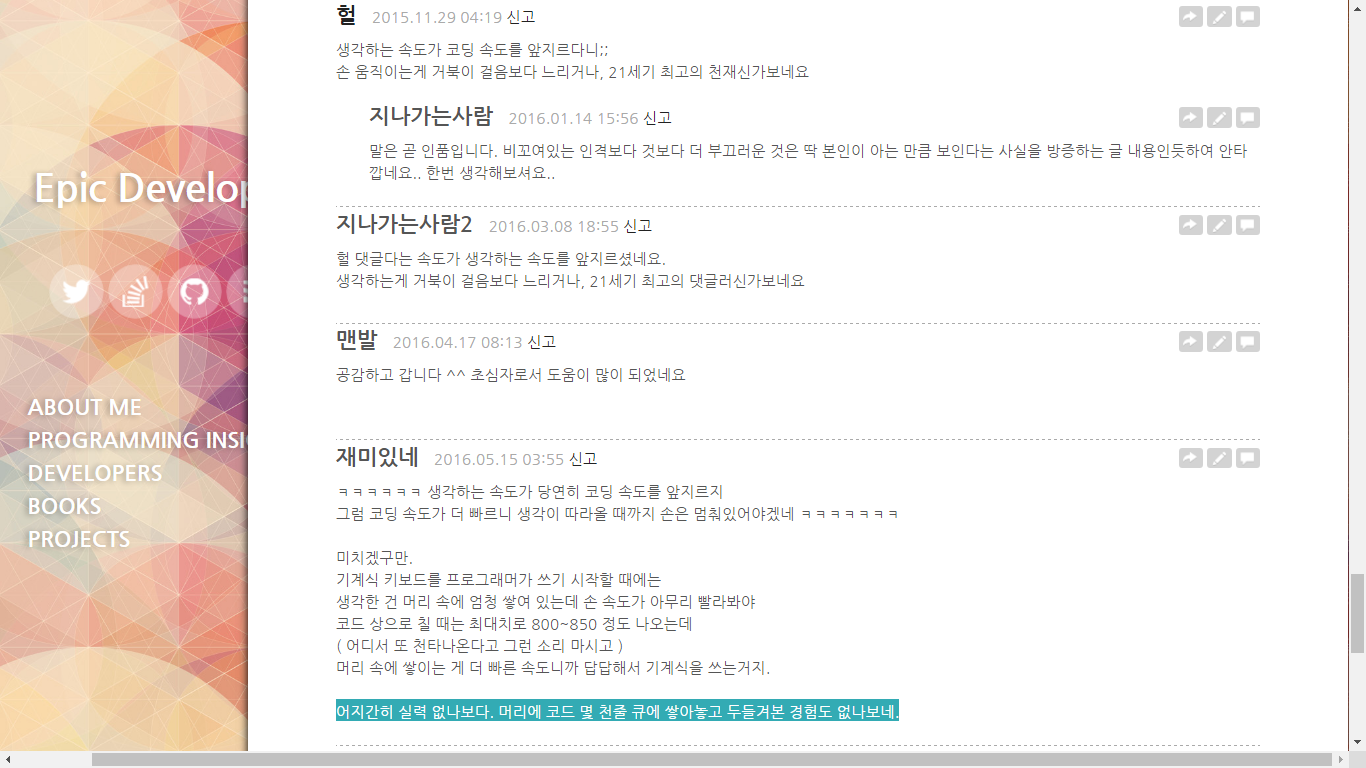 Epic Develop
ABOUT ME
PROGRAMMING INSI
DEVELOPERS
BOOKS
PROJECTS
헐 2015.11.29 04:19 신고
생각하는 속도가 코딩 속도를 앞지르다니;;
손 움직이는게 거북이 걸음보다 느리거나, 21세기 최고의 천재신가보네요
지나가는사람 2016.01.14 15:56 신고
말은 곧 인품입니다. 비꼬여있는 인격보다 것보다 더 부끄러운 것은 딱 본인이 아는 만큼 보인다는 사실을 방증하는 글 내용인듯하여 안타
깝네요.. 한번 생각해보셔요..
지나가는사람2 2016.03.08 18:55 신고
헐 댓글다는 속도가 생각하는 속도를 앞지르셨네요.
생각하는게 거북이 걸음보다 느리거나, 21세기 최고의 댓글러신가보네요
맨발 2016.04.17 08:13 신고
공감하고 갑니다 ^^ 초심자로서 도움이 많이 되었네요
재미있네 2016.05.15 03:55 신고
ㅋㅋㅋㅋㅋㅋ 생각하는 속도가 당연히 코딩 속도를 앞지르지
그럼 코딩 속도가 더 빠르니 생각이 따라올 때까지 손은 멈춰있어야겠네 ㅋㅋㅋㅋㅋㅋㅋ
미치겠구만.
기계식 키보드를 프로그래머가 쓰기 시작할 때에는
생각한 건 머리 속에 엄청 쌓여 있는데 손 속도가 아무리 빨라봐야
코드 상으로 칠 때는 최대치로 800~850 정도 나오는데
( 어디서 또 천타나온다고 그런 소리 마시고 )
머리 속에 쌓이는 게 더 빠른 속도니까 답답해서 기계식을 쓰는거지.
어지간히 실력 없나보다. 머리에 코드 몇 천줄 큐에 쌓아놓고 두들겨본 경험도 없나보네.